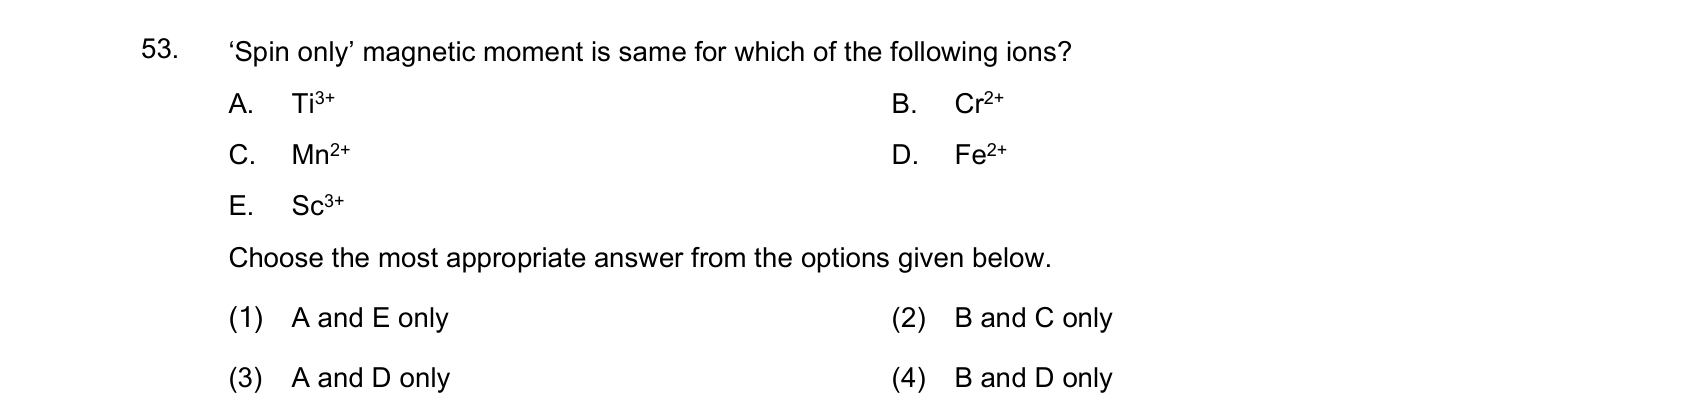 53. ‘Spin only’ magnetic moment is same for which of the following ions?
A. Ti³⁺ B. Cr²⁺
C. Mn²⁺ D. Fe²⁺
E. Sc³⁺
Choose the most appropriate answer from the options given below.
(1) A and E only (2) B and C only
(3) A and D only (4) B and D only